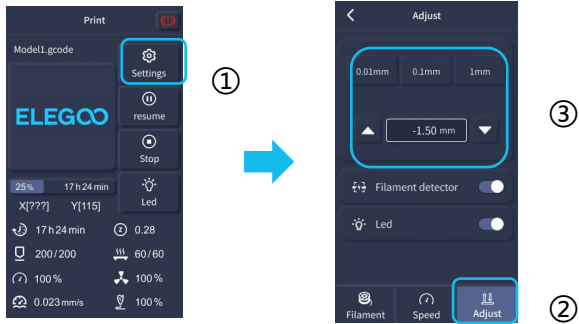 Print
Model1.gcode
Settings
①
ELEGOO
resume
Stop
25% 17 h 24 min
Led
X[???] Y[115]
17 h 24 min
0.28
200/200
60/60
100%
100%
0.023 mm/s
100%
Adjust
0.01mm 0.1mm 1mm
③
-1.50 mm
Filament detector
Led
Filament Speed Adjust
②